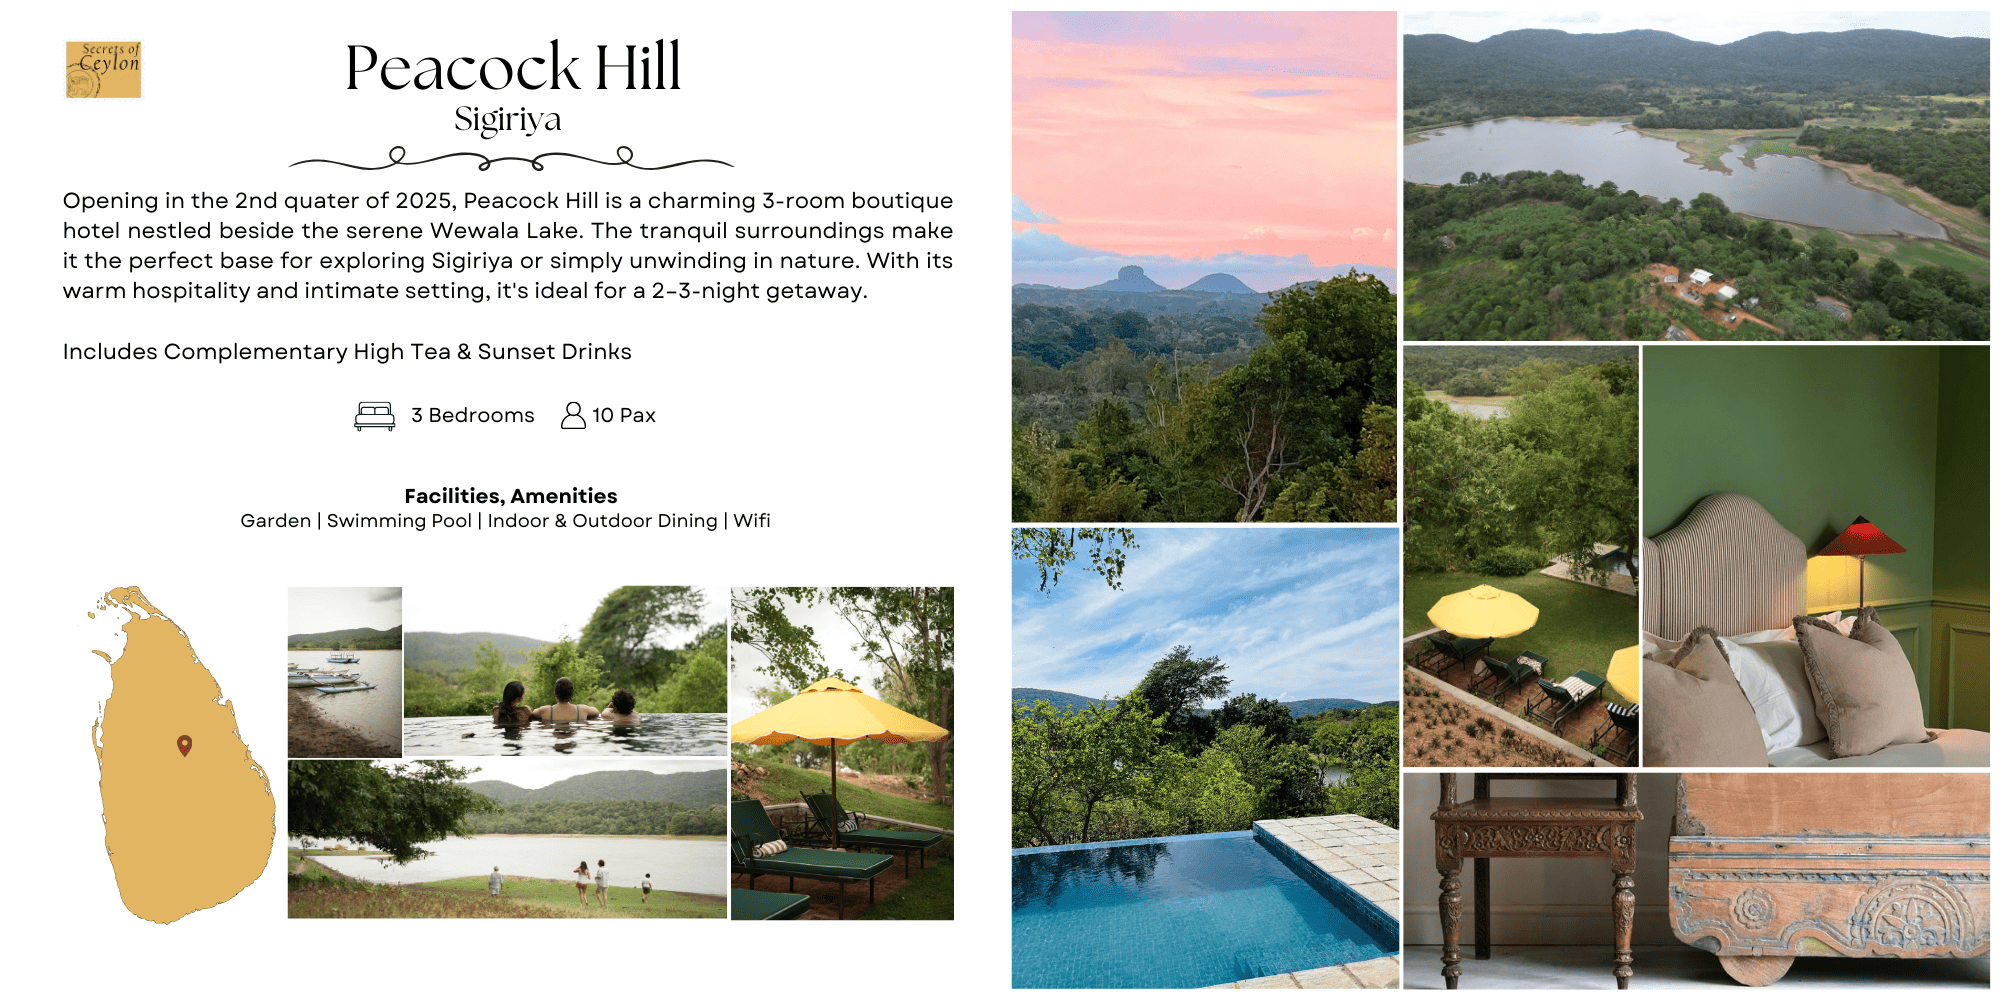 Secrets of
Ceylon
Peacock Hill
Sigiriya
Opening in the 2nd quater of 2025, Peacock Hill is a charming 3-room boutique
hotel nestled beside the serene Wewala Lake. The tranquil surroundings make
it the perfect base for exploring Sigiriya or simply unwinding in nature. With its
warm hospitality and intimate setting, it's ideal for a 2–3-night getaway.
Includes Complementary High Tea & Sunset Drinks
3 Bedrooms 10 Pax
Facilities, Amenities
Garden | Swimming Pool | Indoor & Outdoor Dining | Wifi